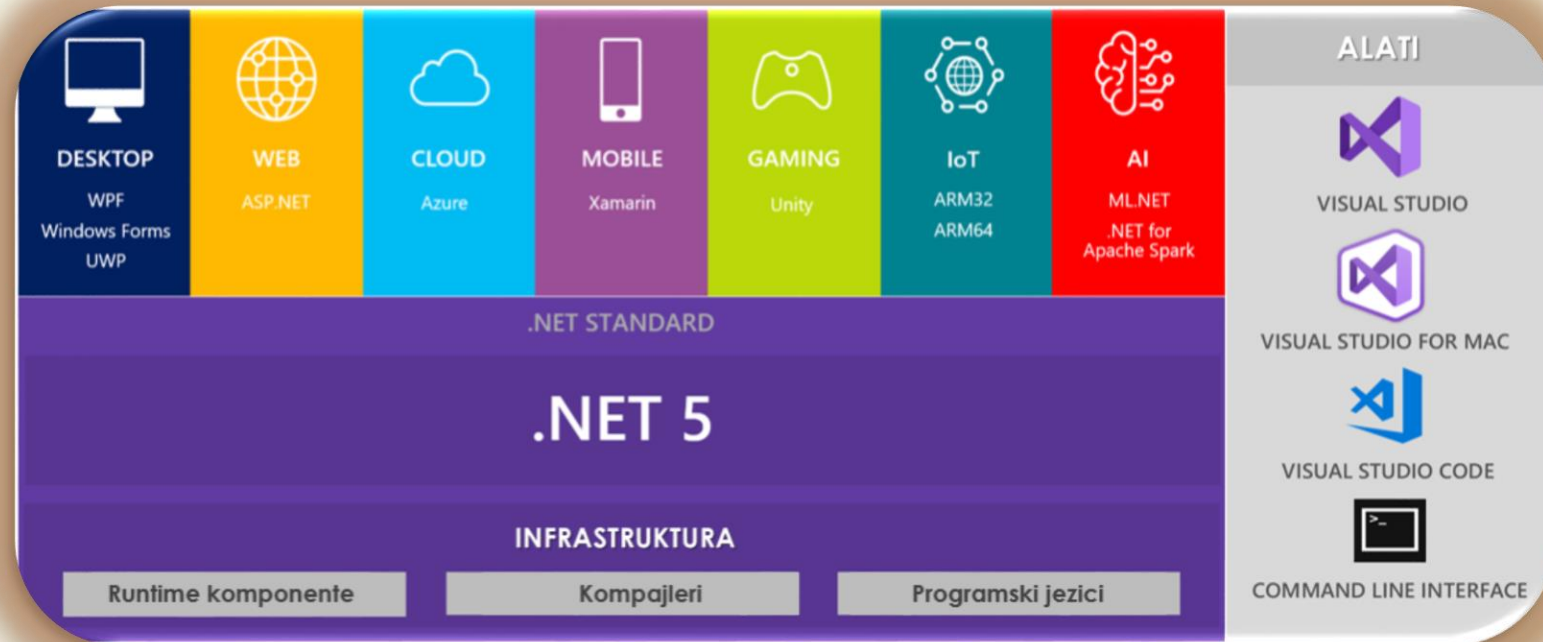 DESKTOP
WPF
Windows Forms
UWP
WEB
ASP.NET
CLOUD
Azure
MOBILE
Xamarin
GAMING
Unity
IoT
ARM32
ARM64
AI
ML.NET
.NET for
Apache Spark
.NET STANDARD
.NET 5
INFRASTRUKTURA
Runtime komponente
Kompajleri
Programski jezici
ALATI
VISUAL STUDIO
VISUAL STUDIO FOR MAC
VISUAL STUDIO CODE
>_
COMMAND LINE INTERFACE